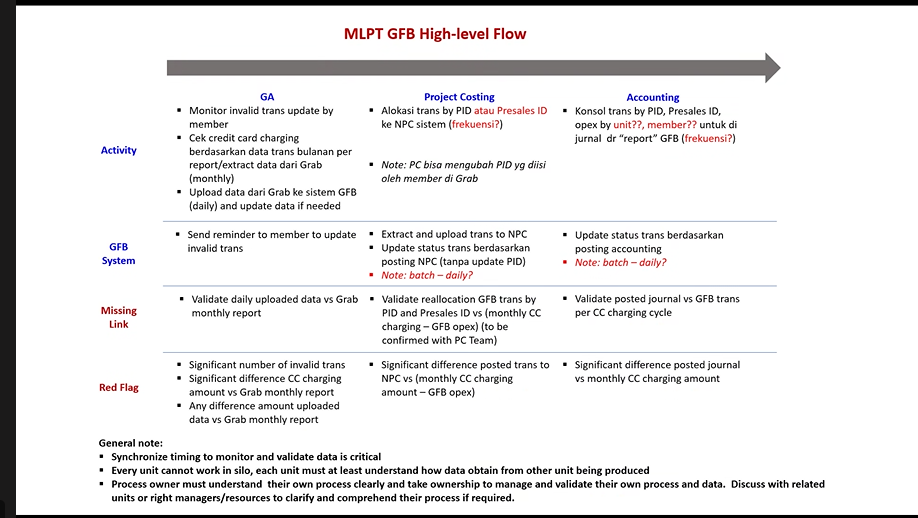 MLPT GFB High-level Flow
GA
Project Costing
Accounting
Activity
▪ Monitor invalid trans update by
member
▪ Cek credit card charging
berdasarkan data trans bulanan per
report/extract data dari Grab
(monthly)
▪ Upload data dari Grab ke sistem GFB
(daily) and update data if needed
▪ Alokasi trans by PID atau Presales ID
ke NPC sistem (frekuensi?)
▪ Note: PC bisa mengubah PID yg diisi
oleh member di Grab
▪ Konsol trans by PID, Presales ID,
opex by unit??, member?? untuk di
jurnal dr “report” GFB (frekuensi?)
GFB
System
▪ Send reminder to member to update
invalid trans
▪ Extract and upload trans to NPC
▪ Update status trans berdasarkan
posting NPC (tanpa update PID)
▪ Note: batch – daily?
▪ Update status trans berdasarkan
posting accounting
▪ Note: batch – daily?
Missing
Link
▪ Validate daily uploaded data vs Grab
monthly report
▪ Validate reallocation GFB trans by
PID and Presales ID vs (monthly CC
charging – GFB opex) (to be
confirmed with PC Team)
▪ Validate posted journal vs GFB trans
per CC charging cycle
Red Flag
▪ Significant number of invalid trans
▪ Significant difference CC charging
amount vs Grab monthly report
▪ Any difference amount uploaded
data vs Grab monthly report
▪ Significant difference posted trans to
NPC vs (monthly CC charging
amount – GFB opex)
▪ Significant difference posted journal
vs monthly CC charging amount
General note:
▪ Synchronize timing to monitor and validate data is critical
▪ Every unit cannot work in silo, each unit must at least understand how data obtain from other unit being produced
▪ Process owner must understand their own process clearly and take ownership to manage and validate their own process and data. Discuss with related
units or right managers/resources to clarify and comprehend their process if required.